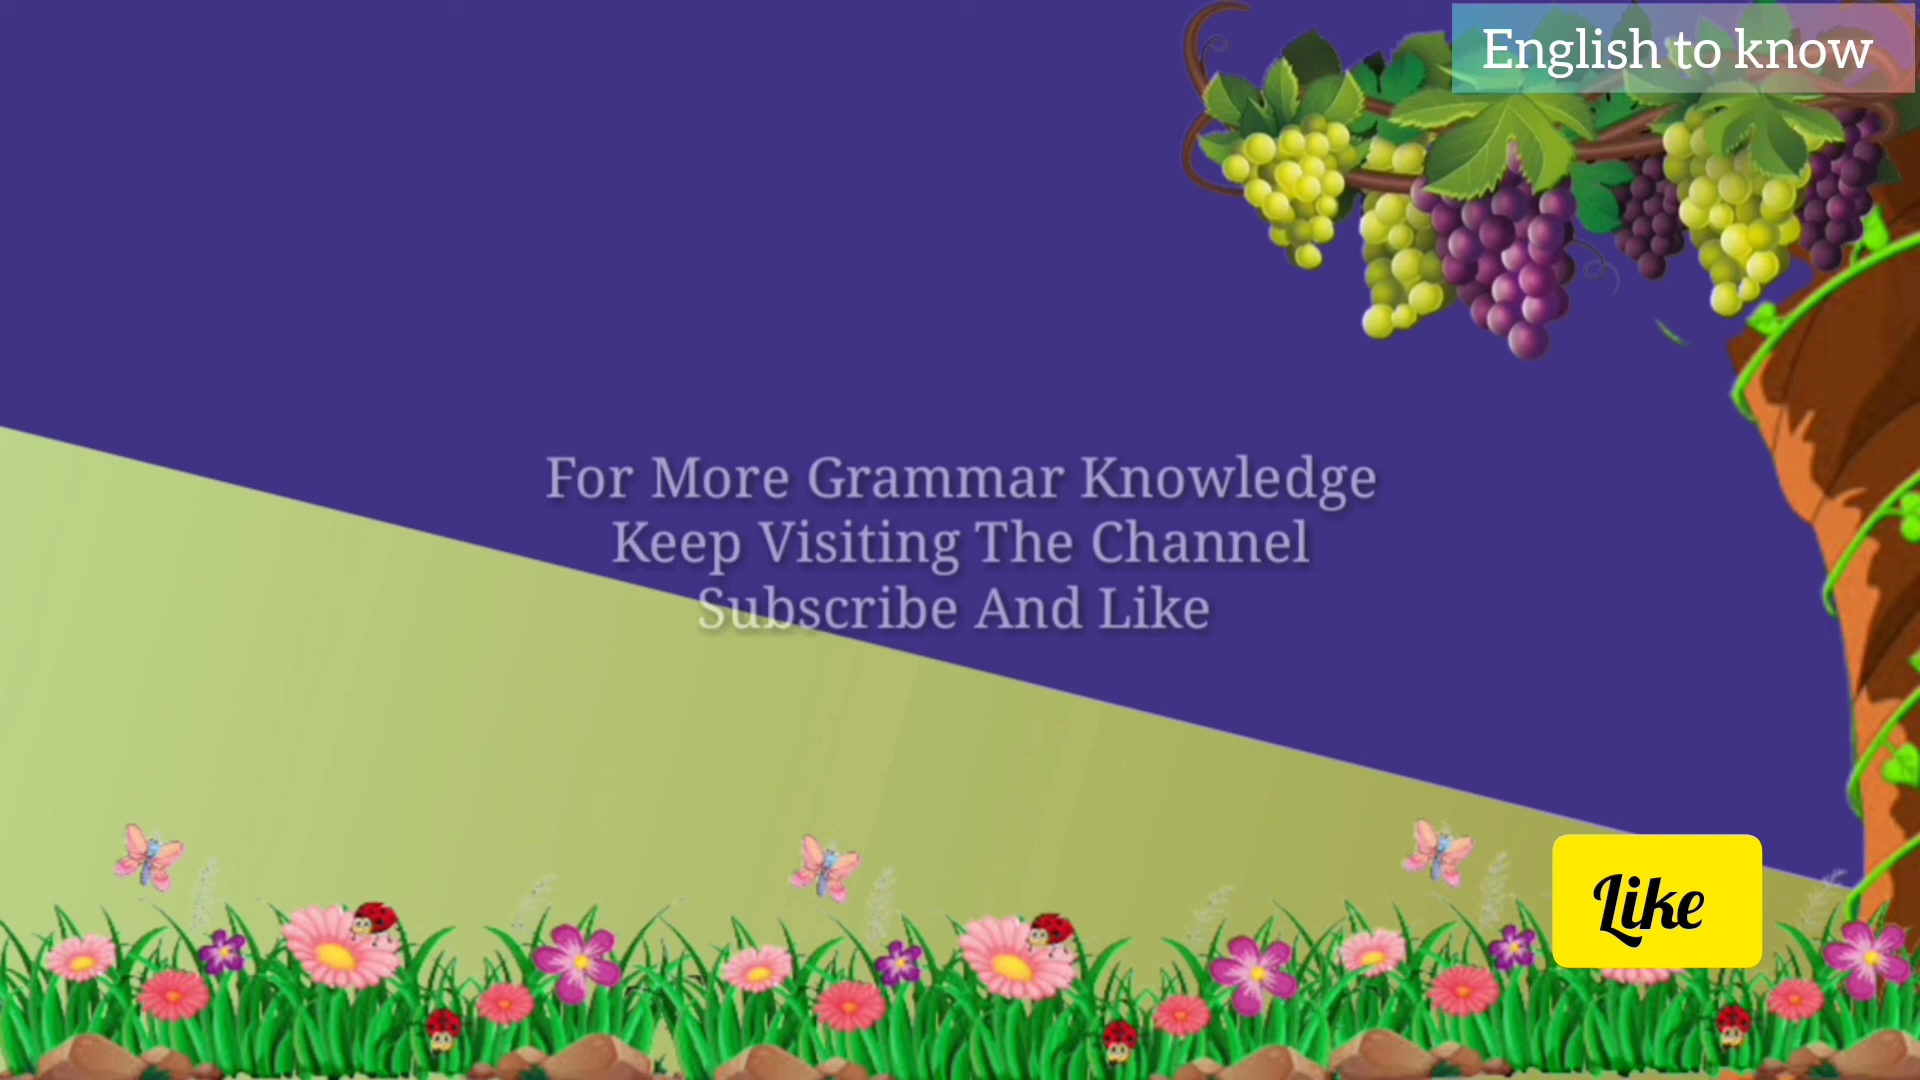 English to know
For More Grammar Knowledge
Keep Visiting The Channel
Subscribe And Like
Like